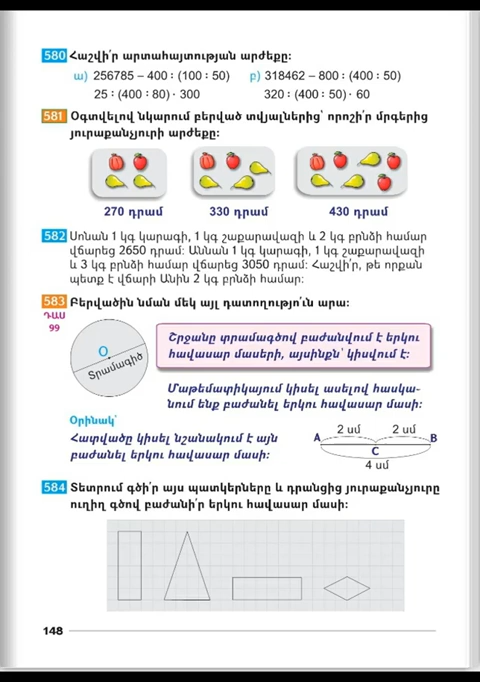 580 Հաշվի՛ր արտահայտության արժեքը։
ա) 256785 – 400 : (100 : 50) բ) 318462 – 800 : (400 : 50)
25 : (400 : 80) · 300 320 : (400 : 50) · 60
581 Օգտվելով նկարում բերված տվյալներից՝ որոշի՛ր մրգերից
յուրաքանչյուրի արժեքը։
270 դրամ 330 դրամ 430 դրամ
582 Սոնան 1 կգ կարագի, 1 կգ շաքարավազի և 2 կգ բրնձի համար
վճարեց 2650 դրամ։ Աննան 1 կգ կարագի, 1 կգ շաքարավազի
և 3 կգ բրնձի համար վճարեց 3050 դրամ։ Հաշվի՛ր, թե որքան
պետք է վճարի Անին 2 կգ բրնձի համար։
583 Բերվածին նման մեկ այլ դատողությո՛ւն արա։
ԴԱՍ
99
O
Տրամագիծ
Շրջանը տրամագծով բաժանվում է երկու
հավասար մասերի, այսինքն՝ կիսվում է։
Մաթեմատիկայում կիսել ասելով հասկա-
նում ենք բաժանել երկու հավասար մասի։
Օրինակ՝
Հատվածը կիսել նշանակում է այն
բաժանել երկու հավասար մասի։
2 սմ 2 սմ
A B
C
4 սմ
584 Տետրում գծի՛ր այս պատկերները և դրանցից յուրաքանչյուրը
ուղիղ գծով բաժանի՛ր երկու հավասար մասի։
148